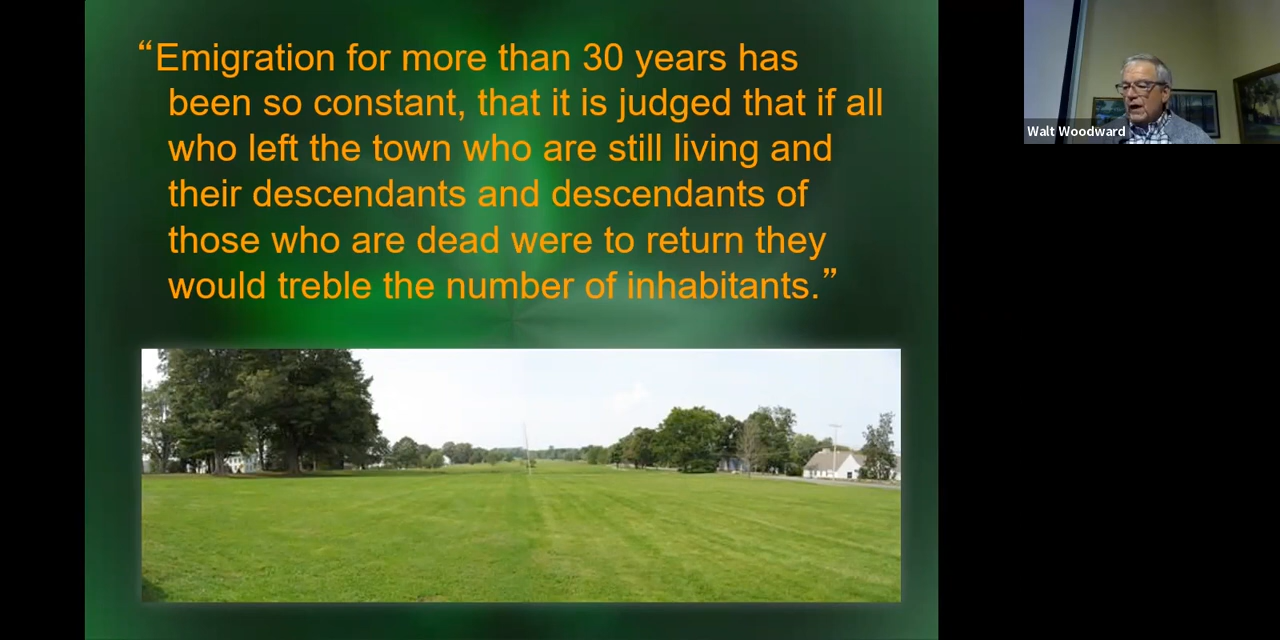 “Emigration for more than 30 years has
been so constant, that it is judged that if all
who left the town who are still living and
their descendants and descendants of
those who are dead were to return they
would treble the number of inhabitants.”
Walt Woodward